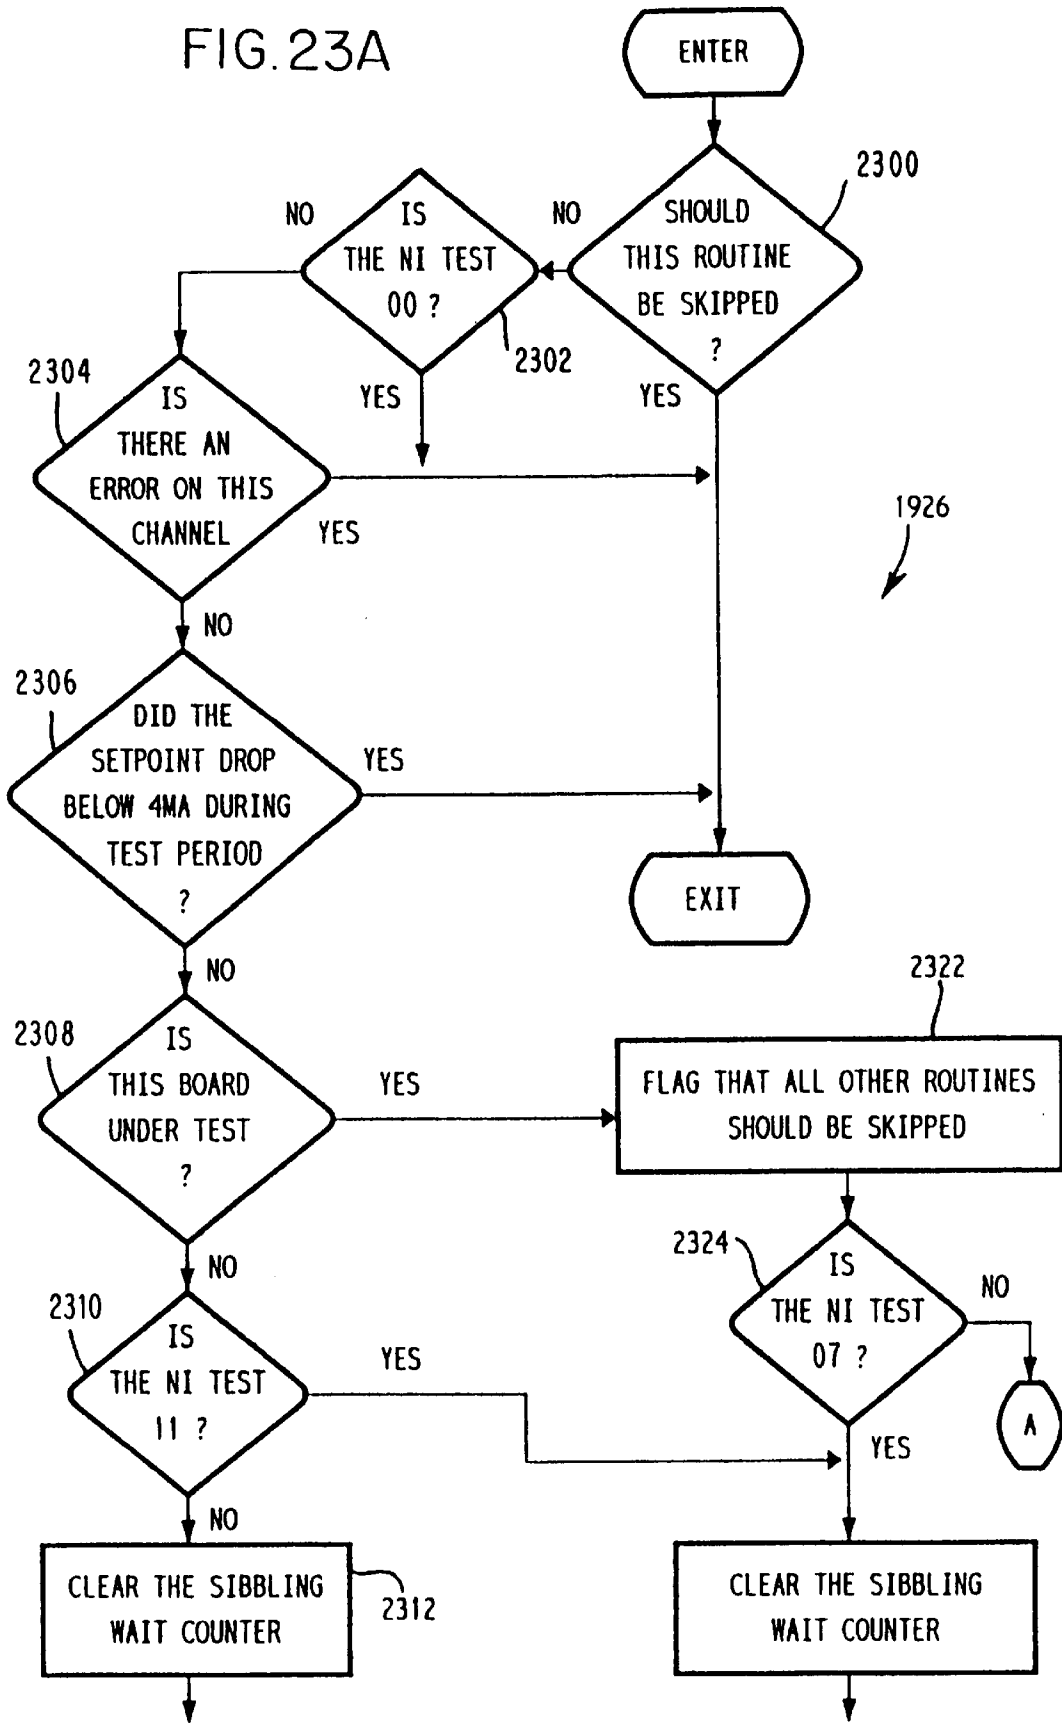 FIG.23A
ENTER
2300
SHOULD
THIS ROUTINE
BE SKIPPED
?
NO
YES
IS
THE NI TEST
00 ?
2302
NO
YES
2304
IS
THERE AN
ERROR ON THIS
CHANNEL
YES
NO
1926
2306
DID THE
SETPOINT DROP
BELOW 4MA DURING
TEST PERIOD
?
YES
NO
EXIT
2308
IS
THIS BOARD
UNDER TEST
?
YES
NO
2322
FLAG THAT ALL OTHER ROUTINES
SHOULD BE SKIPPED
2324
IS
THE NI TEST
07 ?
NO
A
YES
2310
IS
THE NI TEST
11 ?
YES
NO
CLEAR THE SIBBLING
WAIT COUNTER
2312
CLEAR THE SIBBLING
WAIT COUNTER